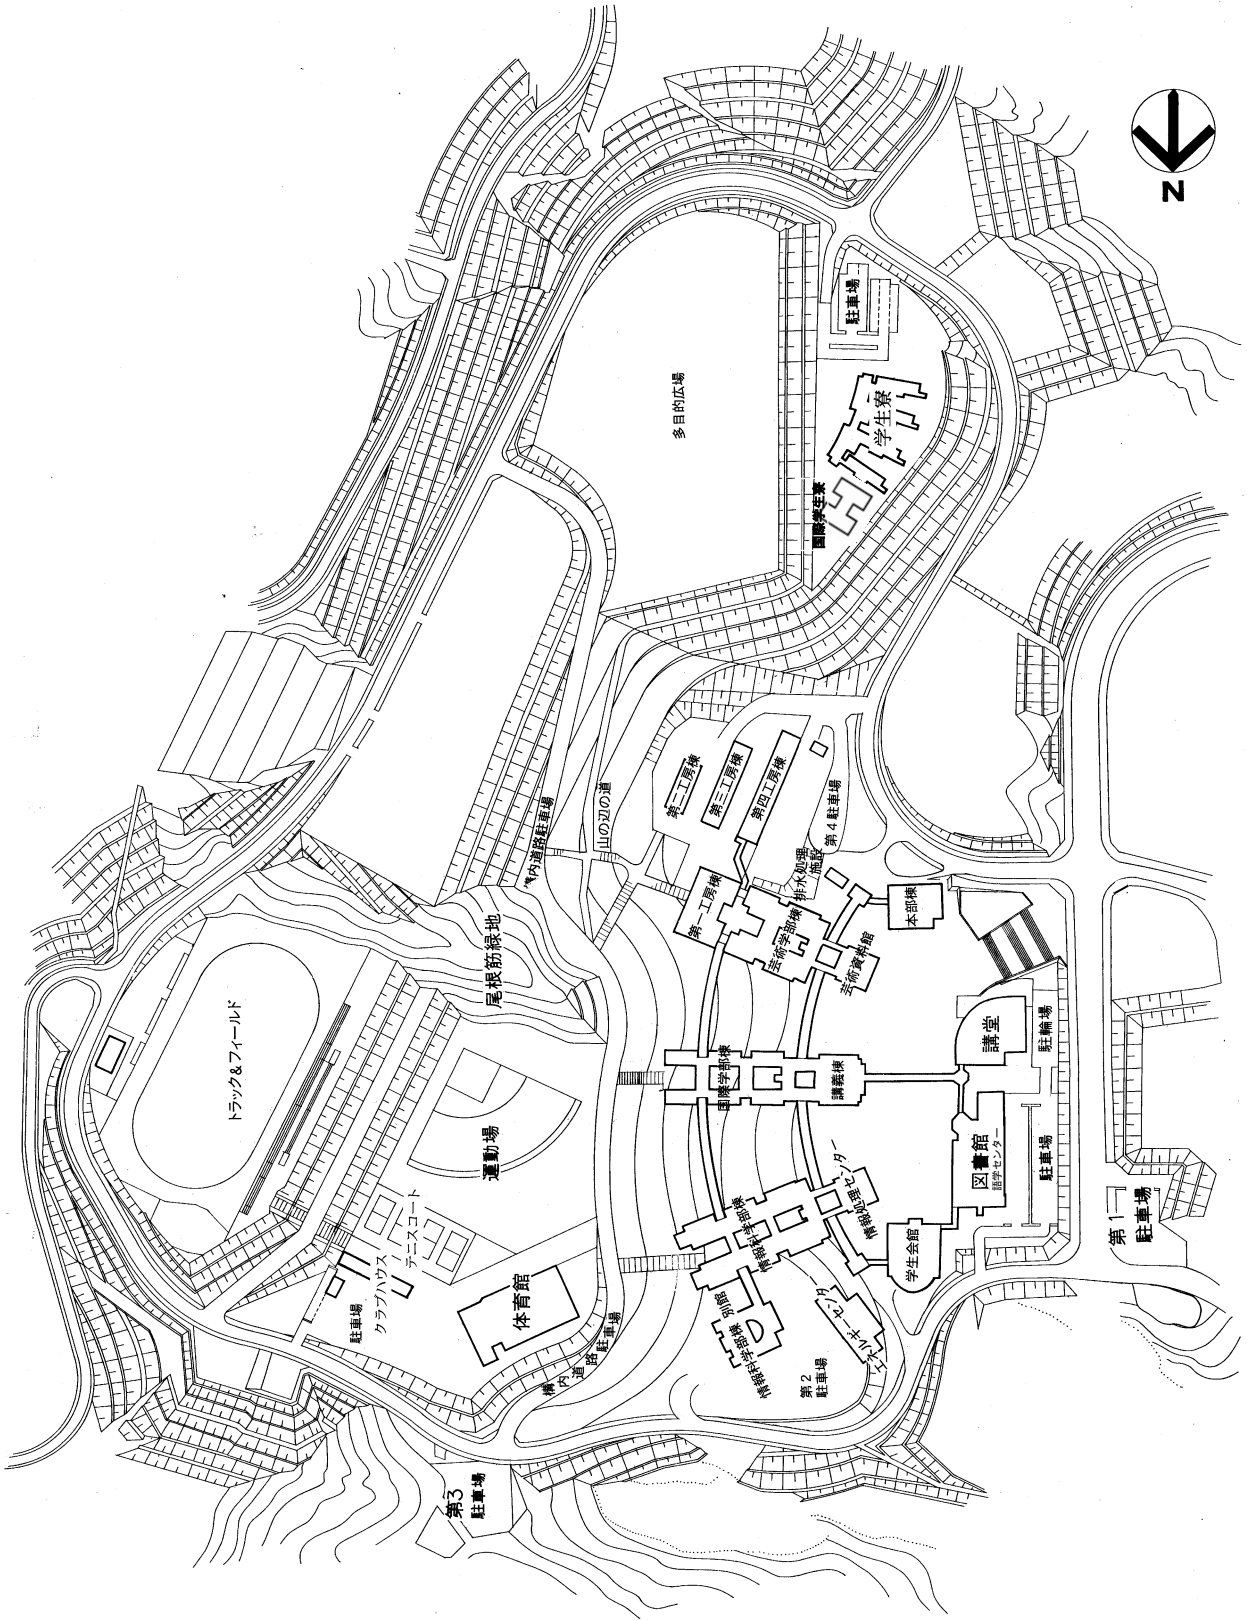 N
多目的広場
駐車場
学生寮
国際学生寮
トラック＆フィールド
尾根筋緑地
構内道路駐車場
山の辺の道
第二工房棟
第三工房棟
第四工房棟
第4駐車場
排水処理
施設
第一工房棟
芸術学部棟
芸術資料館
本部棟
運動場
国際学部棟
講義棟
講堂
駐輪場
図書館
語学センター
駐車場
第1
駐車場
テニスコート
クラブハウス
駐車場
体育館
構内道路駐車場
情報科学部棟
情報処理センター
学生会館
情報科学部棟 別館
エネルギーセンター
第2
駐車場
第3
駐車場